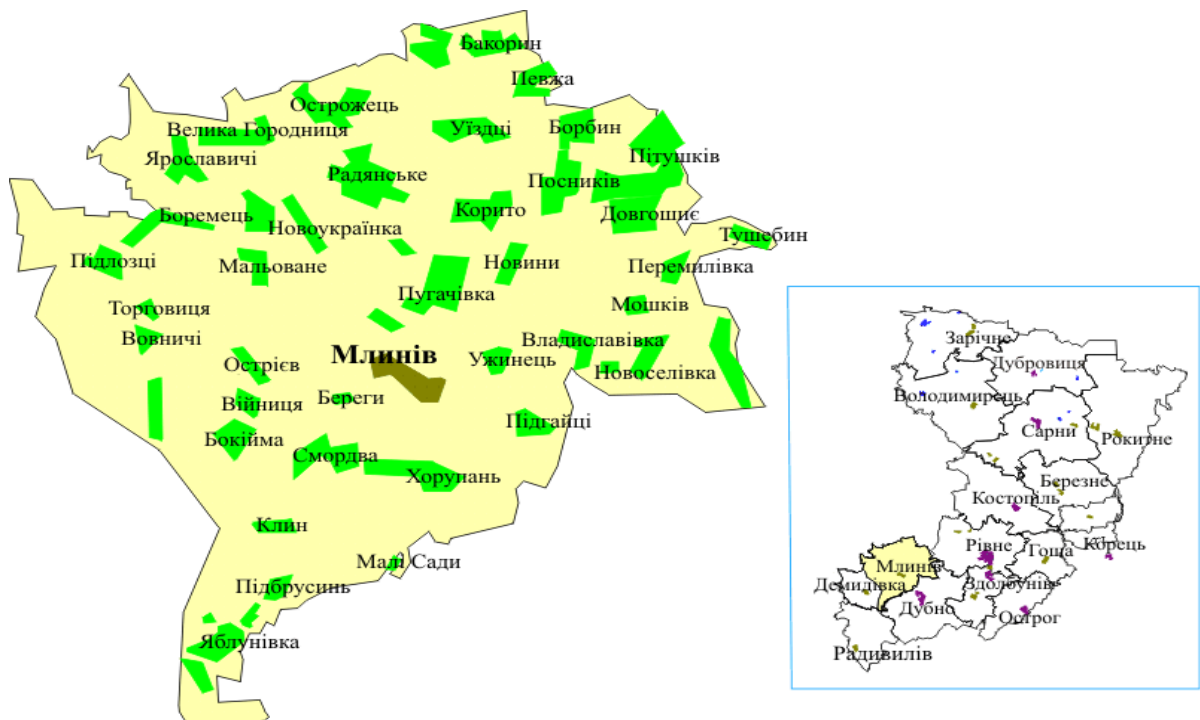 Бакорин
Певжа
Острожець
Велика Городниця
Уїздці
Борбин
Ярославичі
Пітушків
Радянське
Посників
Боремець
Новоукраїнка
Корито
Довгошиє
Тушебин
Підлозці
Мальоване
Новини
Перемилівка
Пугачівка
Торговиця
Мошків
Вовничі
Владиславівка
Млинів
Острієв
Ужинець
Новоселівка
Війниця
Береги
Бокійма
Підгайці
Смордва
Хорупань
Клин
Малі Сади
Підбрусинь
Яблунівка
Зарічне
Дубровиця
Володимирець
Сарни
Рокитне
Березне
Костопіль
Рівне
Гоща
Корець
Млинів
Демидівка
Здолбунів
Дубно
Острог
Радивилів